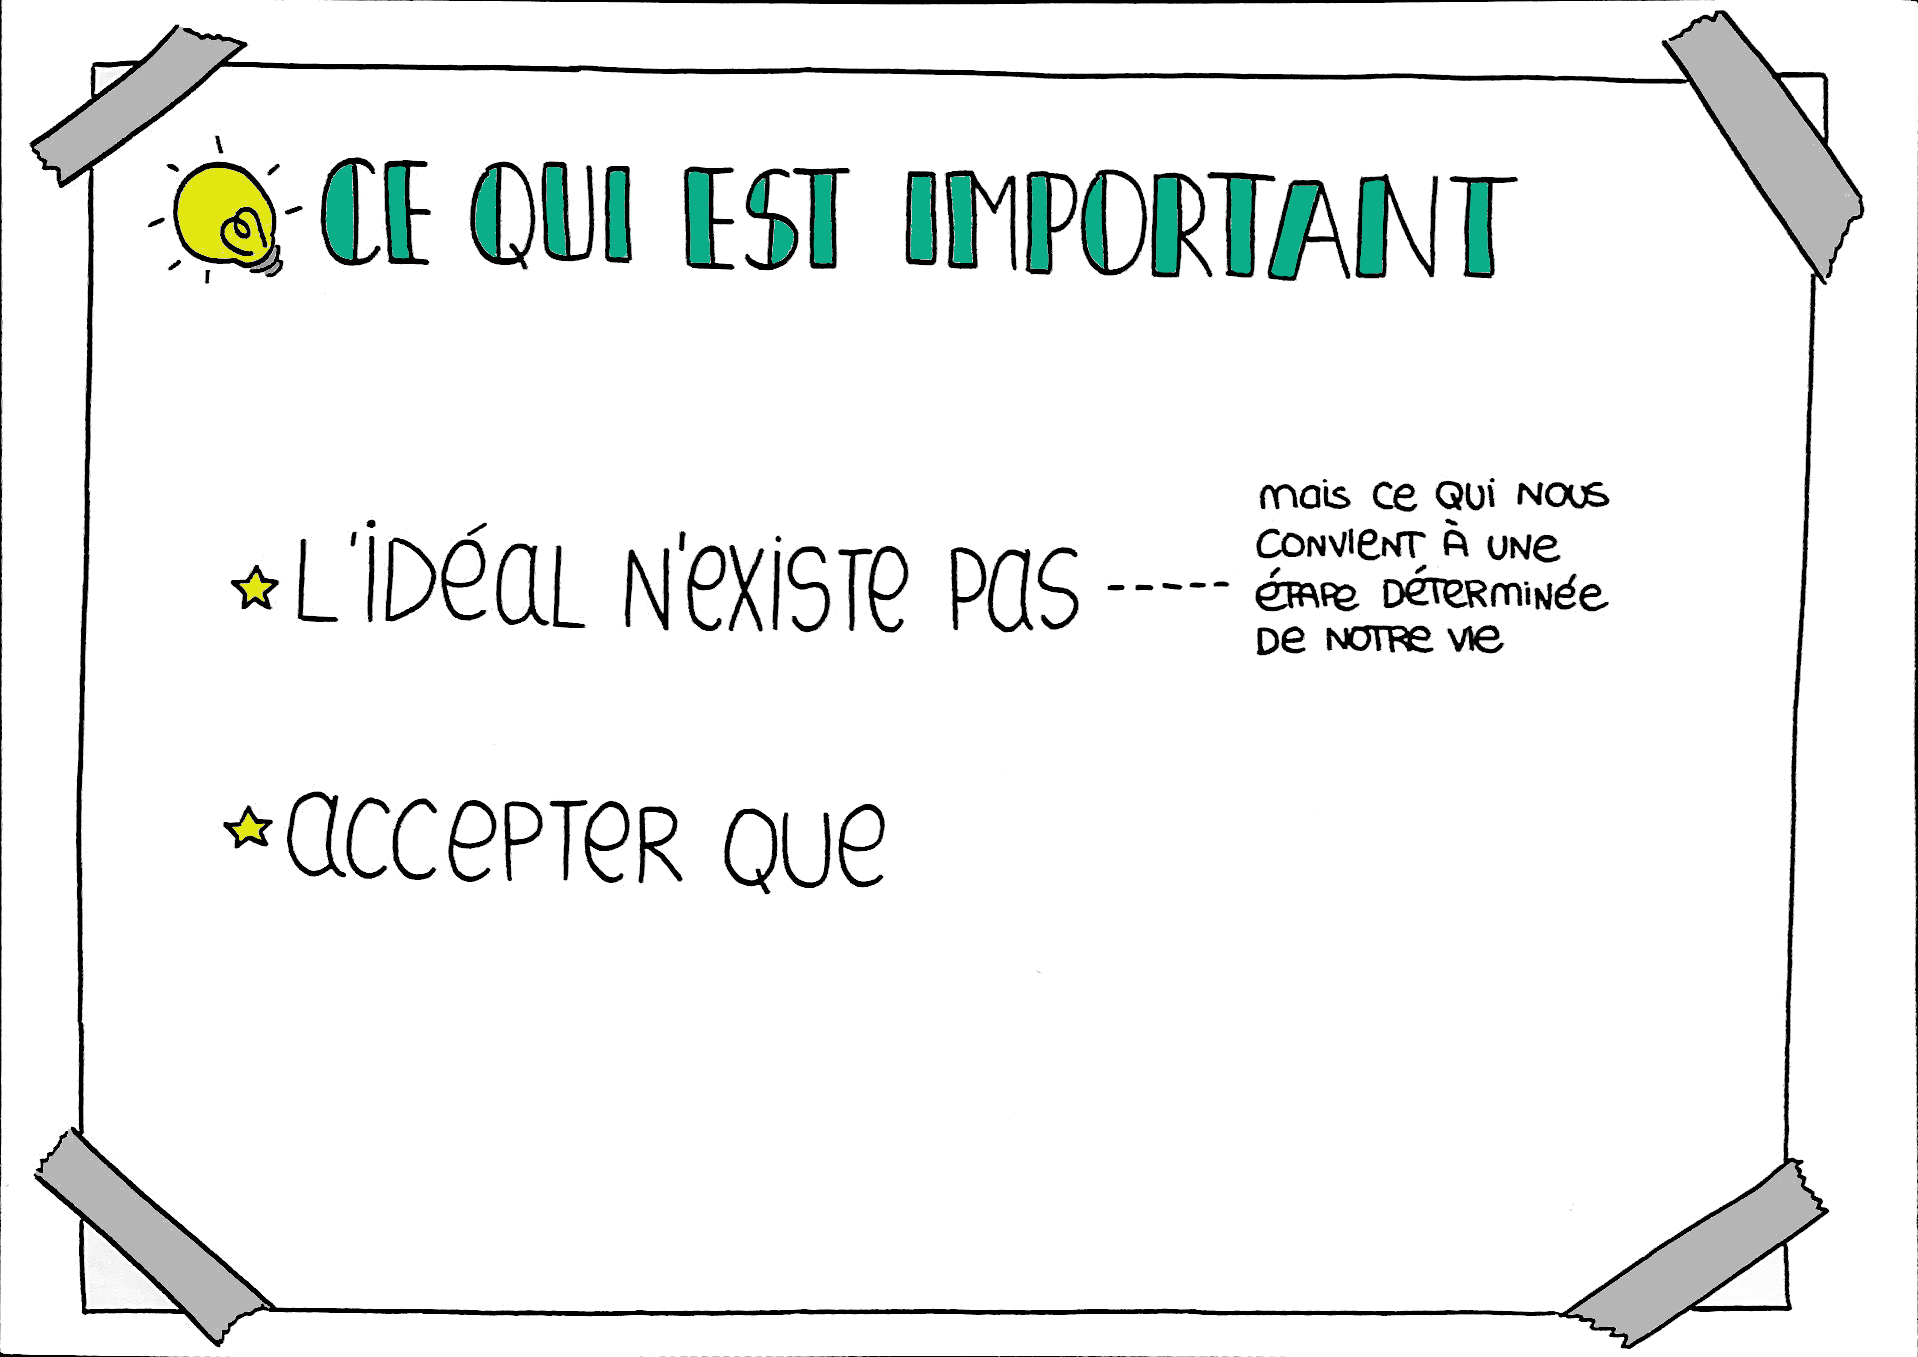 CE QUI EST IMPORTANT
L'iDéaL N'existe pas
mais ce qui nous
convient à une
étape déterminée
de notre vie
accepter que